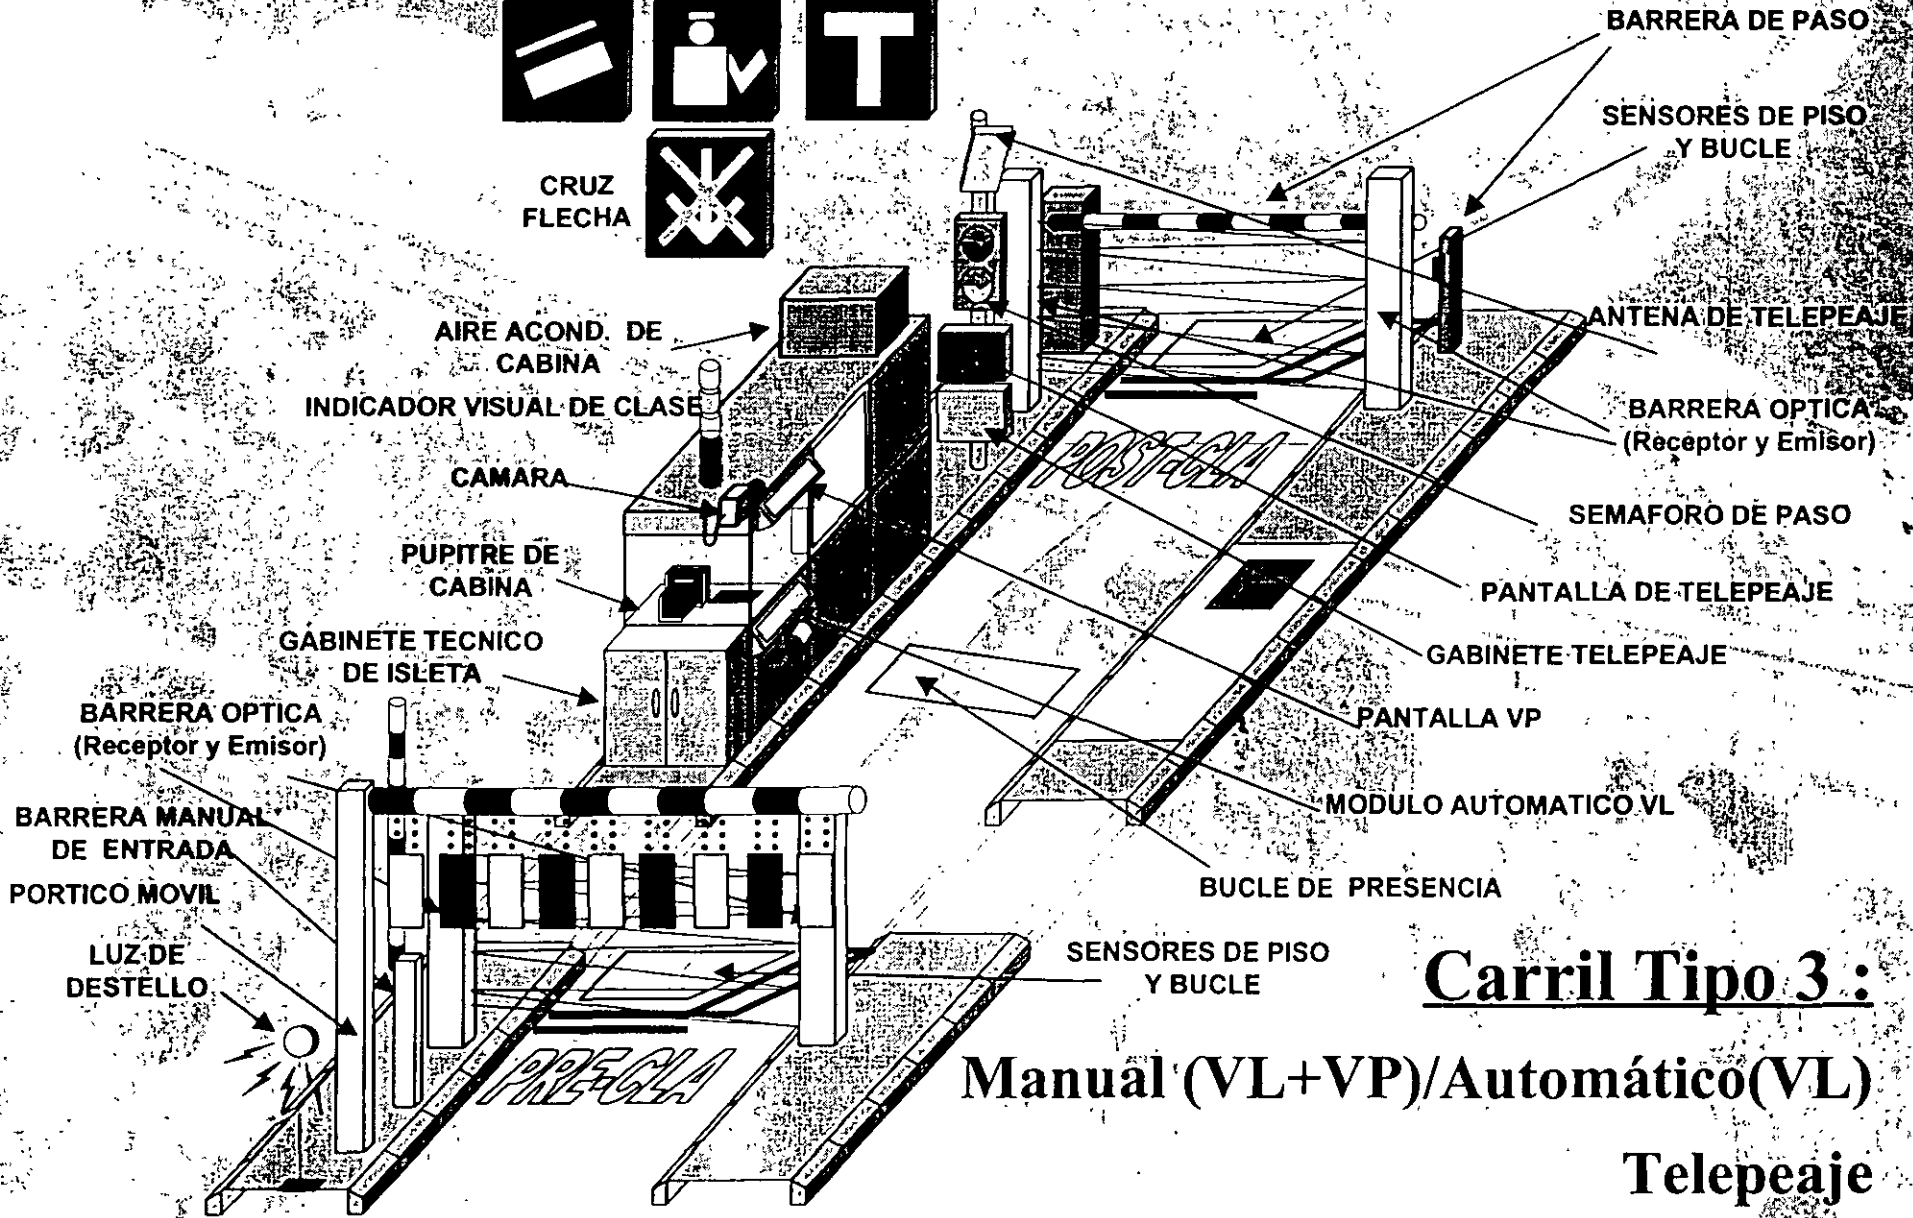 T
BARRERA DE PASO
SENSORES DE PISO
Y BUCLE
CRUZ
FLECHA
AIRE ACOND. DE
CABINA
INDICADOR VISUAL DE CLASE
CAMARA
PUPITRE DE
CABINA
GABINETE TECNICO
DE ISLETA
BARRERA OPTICA
(Receptor y Emisor)
BARRERA MANUAL
DE ENTRADA
PORTICO MOVIL
LUZ DE
DESTELLO
ANTENA DE TELEPEAJE
BARRERA OPTICA
(Receptor y Emisor)
POST-CLA
SEMAFORO DE PASO
PANTALLA DE TELEPEAJE
GABINETE TELEPEAJE
PANTALLA VP
MODULO AUTOMATICO VL
BUCLE DE PRESENCIA
SENSORES DE PISO
Y BUCLE
PRE-CLA
Carril Tipo 3 :
Manual (VL+VP)/Automático(VL)
Telepeaje